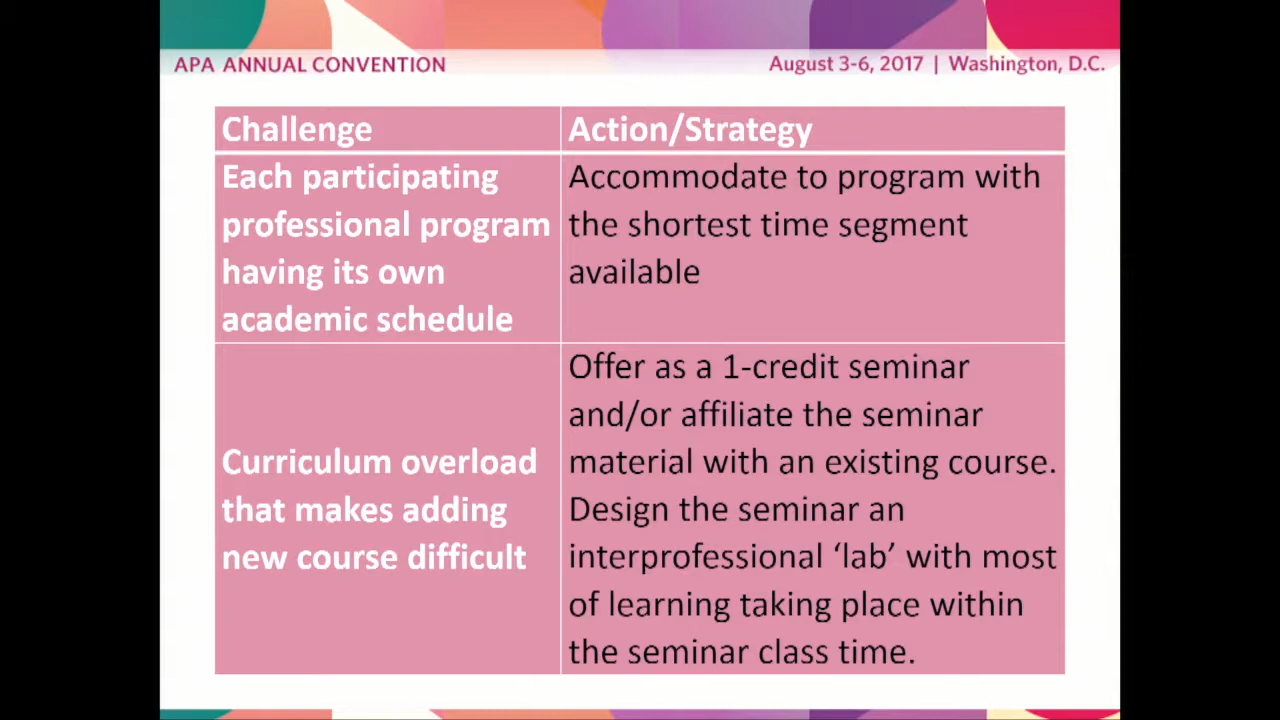 APA ANNUAL CONVENTION
August 3-6, 2017 | Washington, D.C.
Challenge
Action/Strategy
Each participating
professional program
having its own
academic schedule
Accommodate to program with
the shortest time segment
available
Curriculum overload
that makes adding
new course difficult
Offer as a 1-credit seminar
and/or affiliate the seminar
material with an existing course.
Design the seminar an
interprofessional ‘lab’ with most
of learning taking place within
the seminar class time.